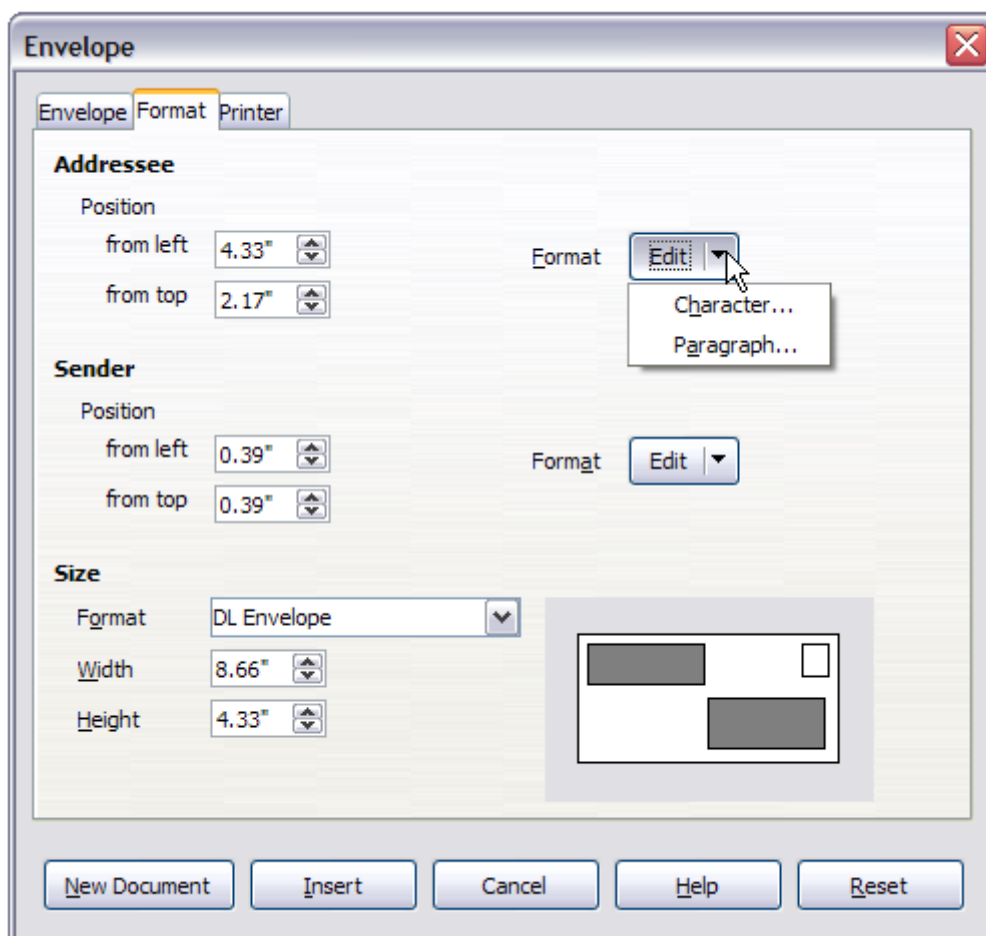 Envelope
Envelope Format Printer
Addressee
Position
from left 4.33" Format Edit
from top 2.17" Character...
Paragraph...
Sender
Position
from left 0.39" Format Edit
from top 0.39"
Size
Format DL Envelope
Width 8.66"
Height 4.33"
New Document Insert Cancel Help Reset